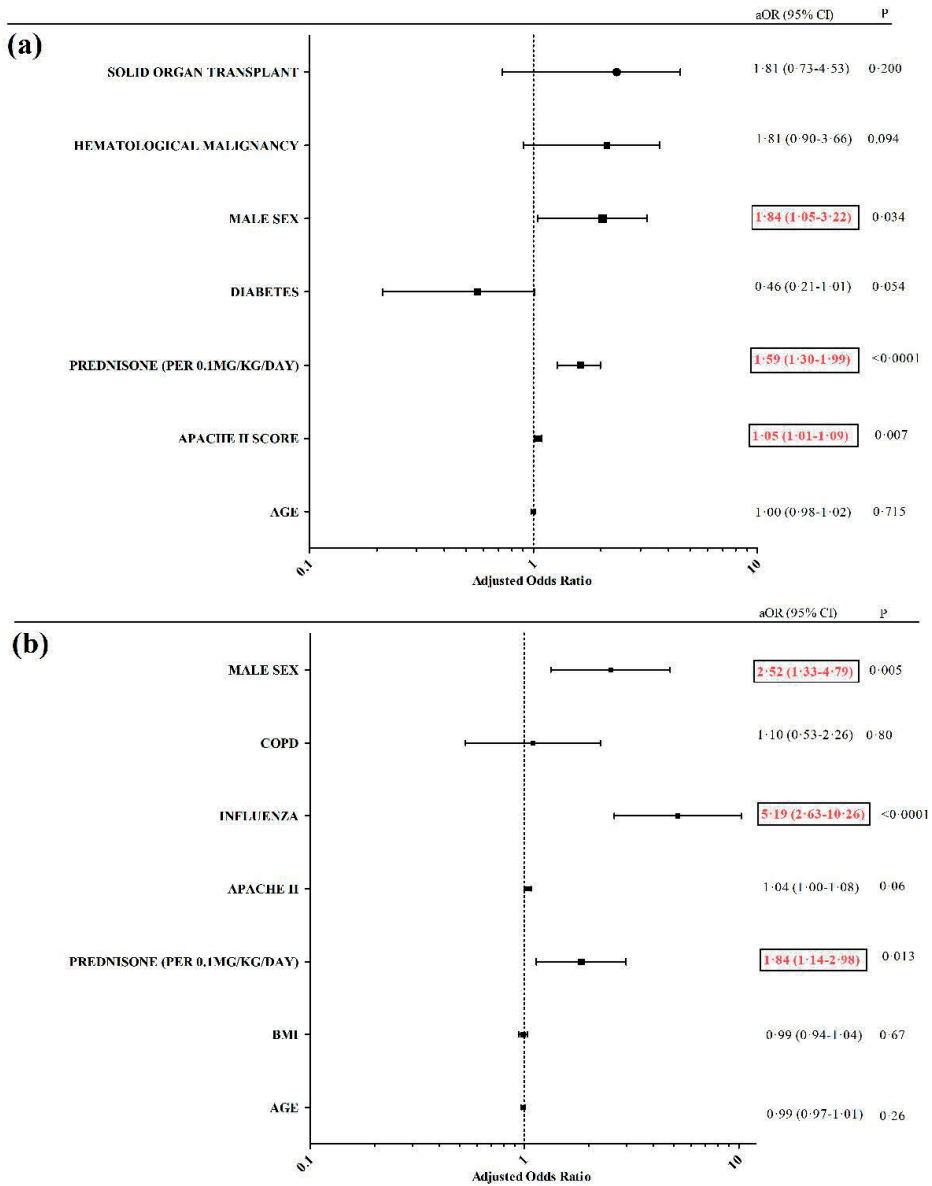 aOR (95% CI) P
(a)
SOLID ORGAN TRANSPLANT 1·81 (0·73-4·53) 0·200
HEMATOLOGICAL MALIGNANCY 1·81 (0·90-3·66) 0.094
MALE SEX 1·84 (1·05-3·22) 0·034
DIABETES 0·46 (0·21-1·01) 0·054
PREDNISONE (PER 0.1MG/KG/DAY) 1·59 (1·30-1·99) <0·0001
APACHE II SCORE 1·05 (1·01-1·09) 0·007
AGE 1·00 (0·98-1·02) 0·715
0.1 1 10
Adjusted Odds Ratio
aOR (95% CI) P
(b)
MALE SEX 2·52 (1·33-4·79) 0·005
COPD 1·10 (0·53-2·26) 0·80
INFLUENZA 5·19 (2·63-10·26) <0·0001
APACHE II 1·04 (1·00-1·08) 0·06
PREDNISONE (PER 0.1MG/KG/DAY) 1·84 (1·14-2·98) 0·013
BMI 0·99 (0·94-1·04) 0·67
AGE 0·99 (0·97-1·01) 0·26
0.1 1 10
Adjusted Odds Ratio